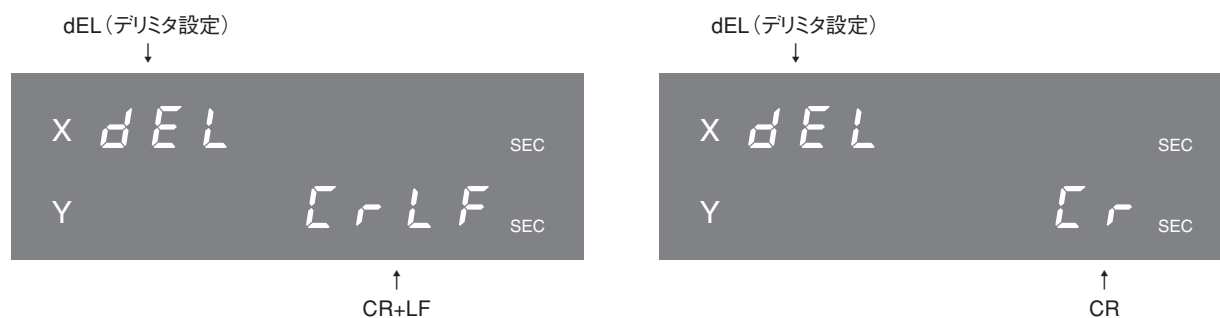 dEL（デリミタ設定）
↓
X dEL SEC
Y CrLF SEC
↑
CR+LF
dEL（デリミタ設定）
↓
X dEL SEC
Y Cr SEC
↑
CR